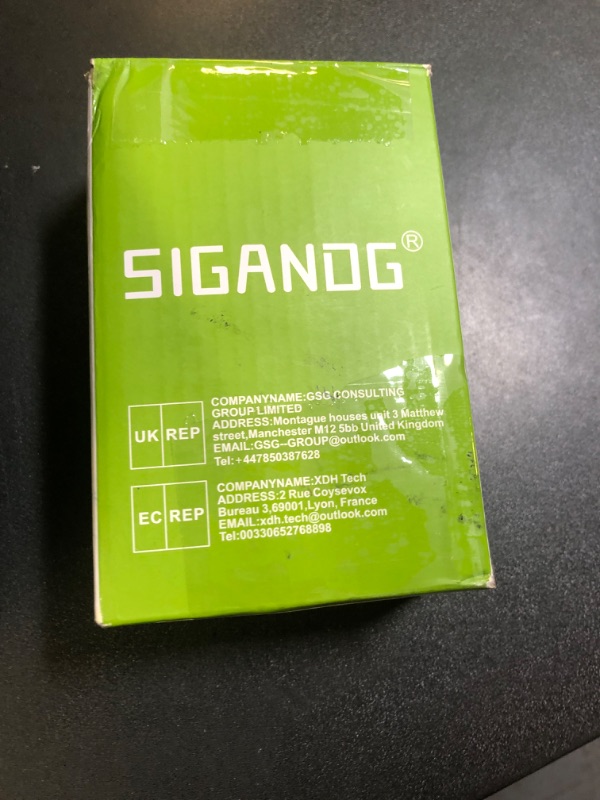 SIGANDG®
UK REP
COMPANYNAME:GSG CONSULTING
GROUP LIMITED
ADDRESS:Montague houses unit 3 Matthew
street,Manchester M12 5bb United Kingdom
EMAIL:GSG–GROUP@outlook.com
Tel:+447850387628
EC REP
COMPANYNAME:XDH Tech
ADDRESS:2 Rue Coysevox
Bureau 3,69001,Lyon, France
EMAIL:xdh.tech@outlook.com
Tel:00330652768898